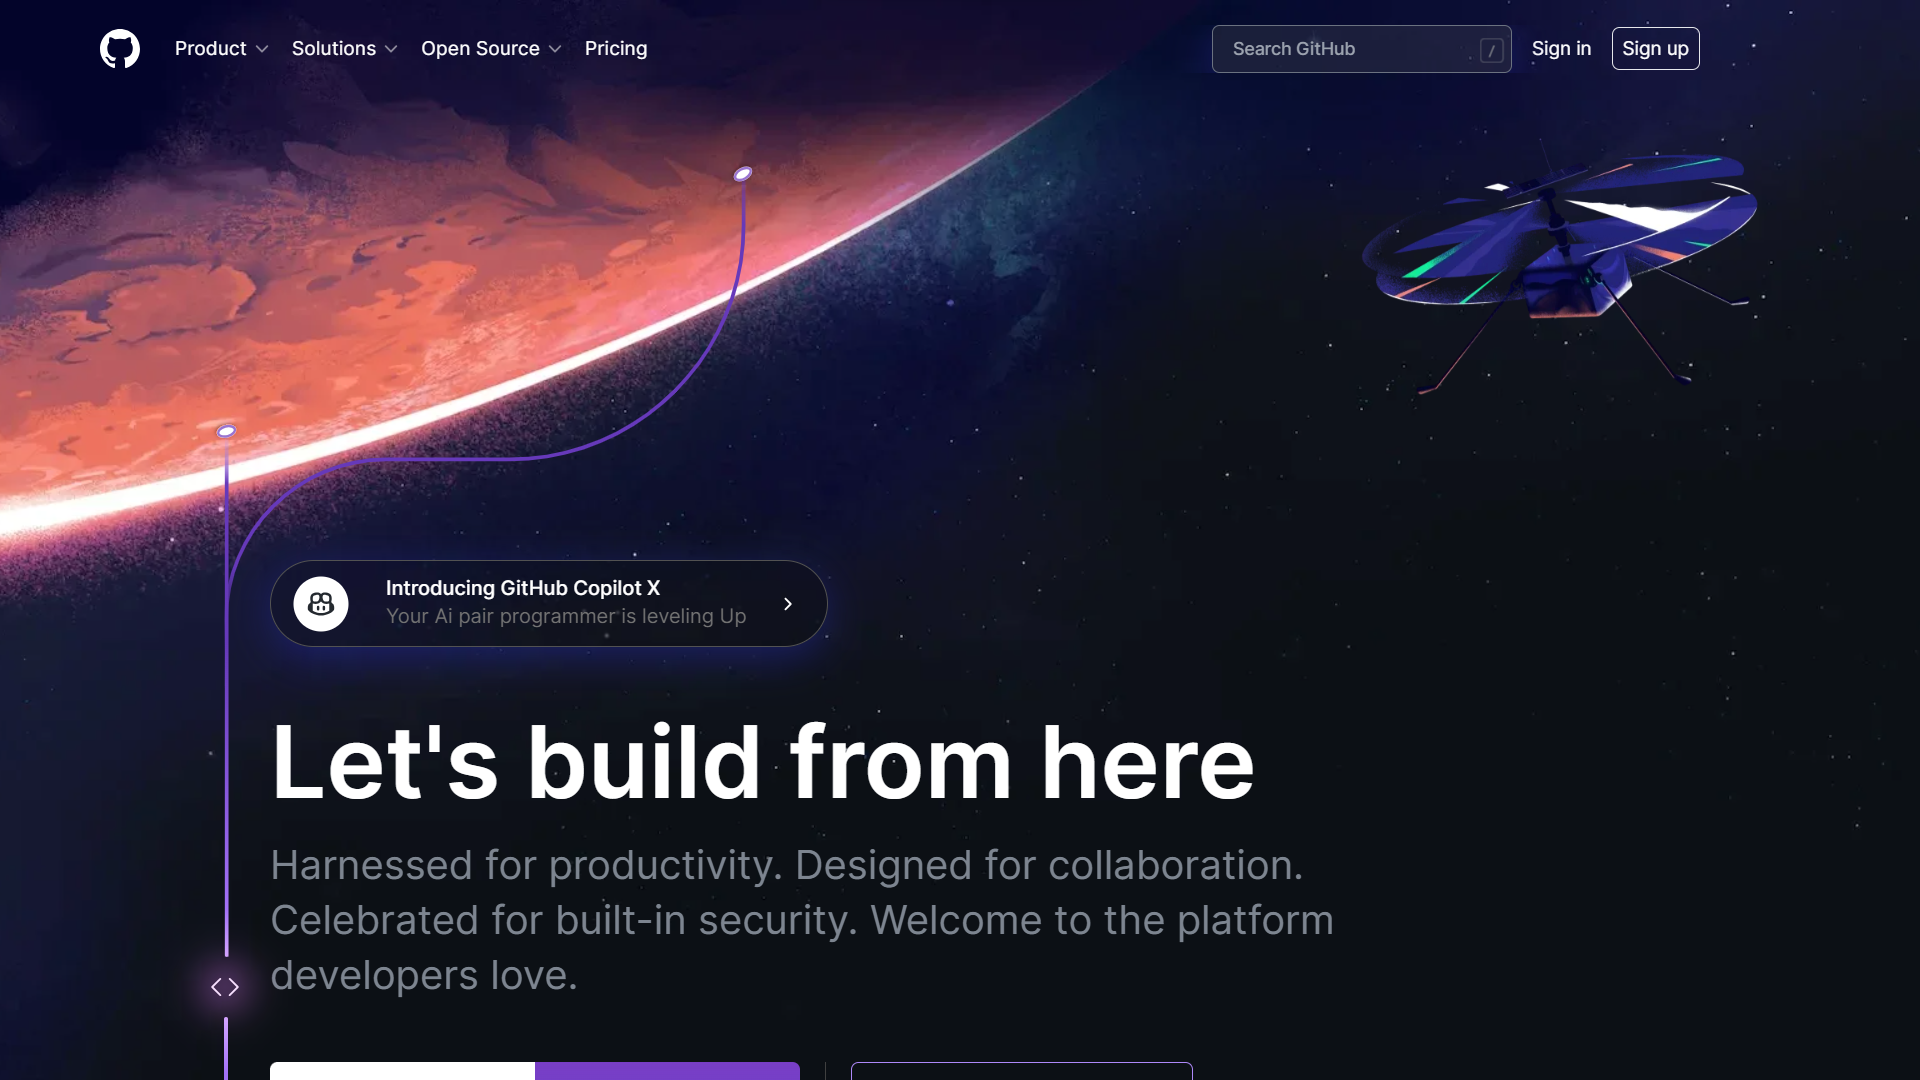 Product
Solutions
Open Source
Pricing
Search GitHub
/
Sign in
Sign up
Introducing GitHub Copilot X
Your Ai pair programmer is leveling Up
Let's build from here
Harnessed for productivity. Designed for collaboration.
Celebrated for built-in security. Welcome to the platform
developers love.